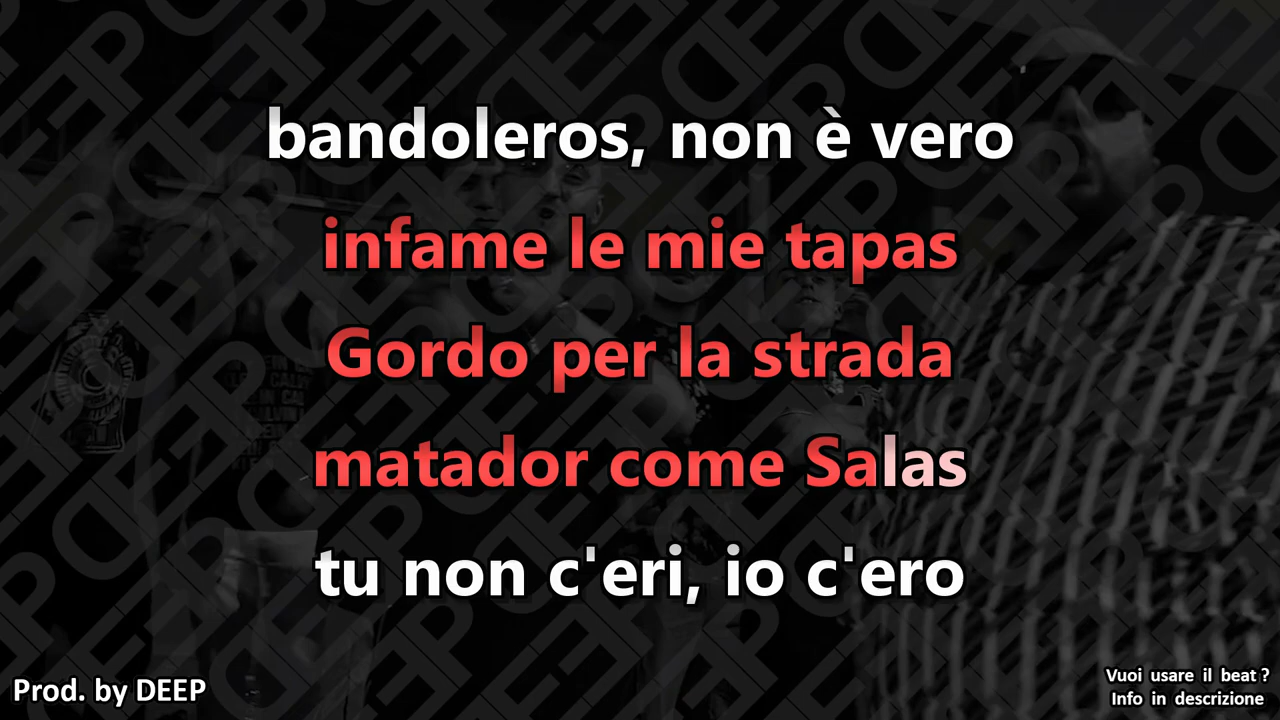 bandoleros, non è vero
infame le mie tapas
Gordo per la strada
matador come Salas
tu non c'eri, io c'ero
Prod. by DEEP
Vuoi usare il beat ?
Info in descrizione